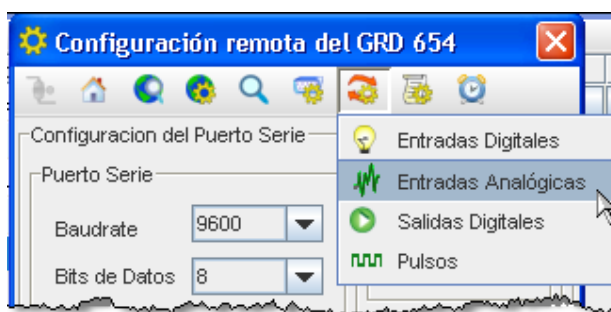 Configuración remota del GRD 654
Configuracion del Puerto Serie
Puerto Serie
Baudrate 9600
Bits de Datos 8
Entradas Digitales
Entradas Analógicas
Salidas Digitales
Pulsos